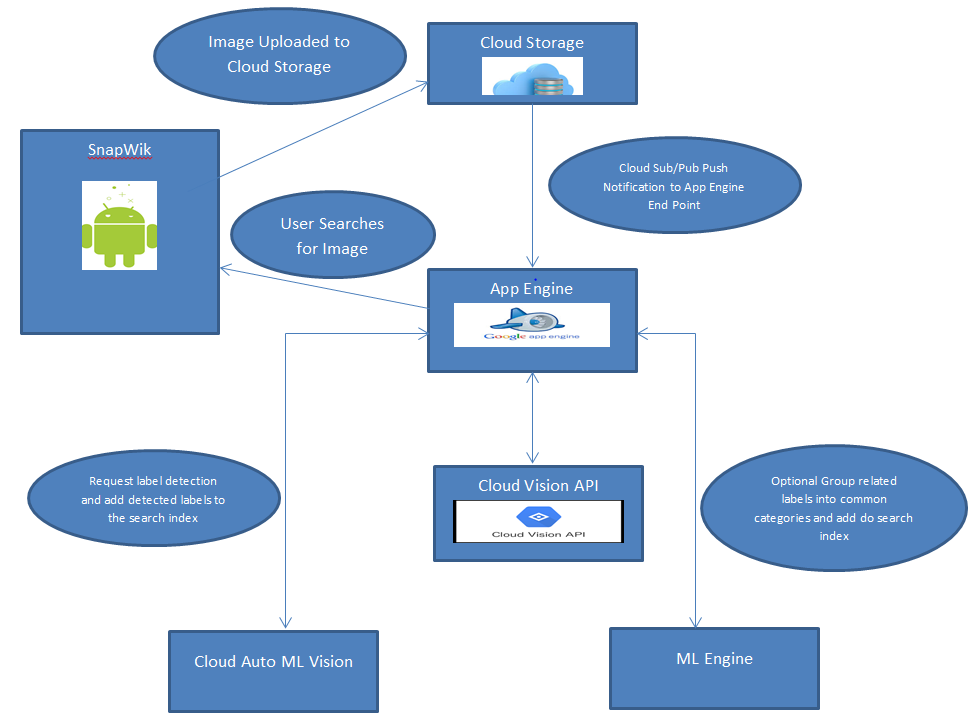 Image Uploaded to
Cloud Storage
Cloud Storage
SnapWik
Cloud Sub/Pub Push
Notification to App Engine
End Point
User Searches
for Image
App Engine
Google app engine
Request label detection
and add detected labels to
the search index
Cloud Vision API
Cloud Vision API
Optional Group related
labels into common
categories and add do search
index
Cloud Auto ML Vision
ML Engine